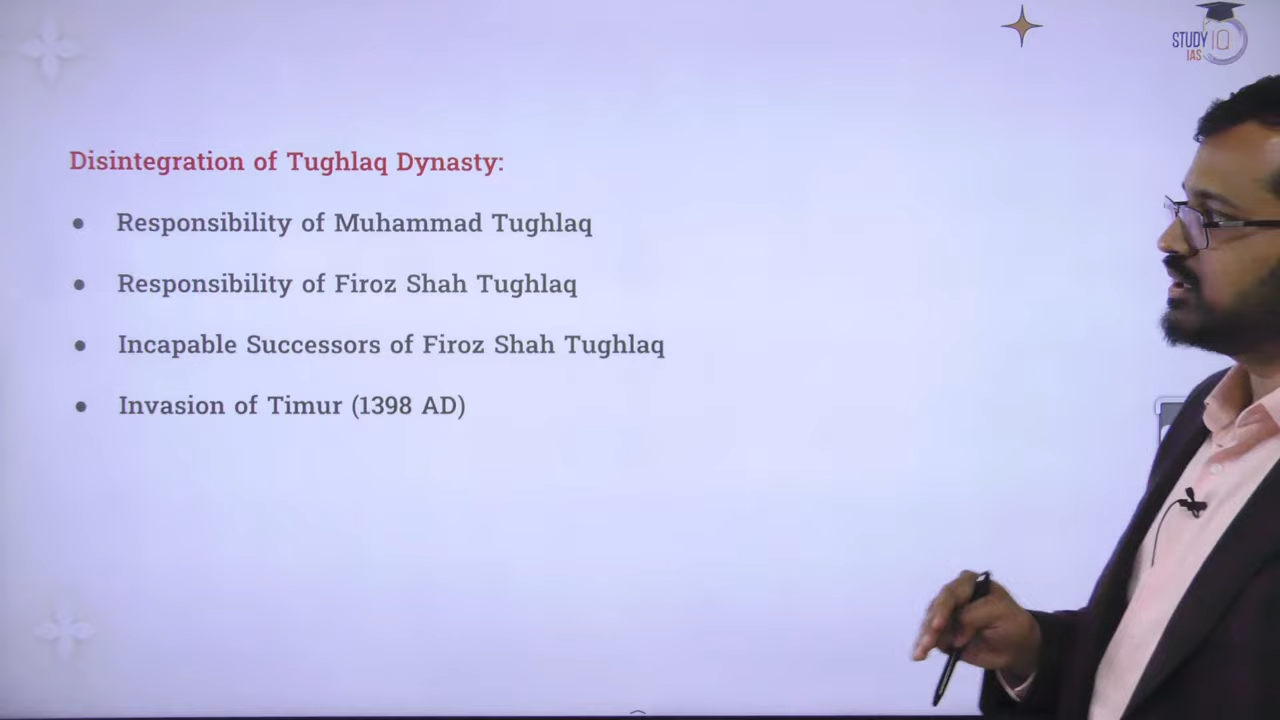 STUDY IQ
IAS
Disintegration of Tughlaq Dynasty:
● Responsibility of Muhammad Tughlaq
● Responsibility of Firoz Shah Tughlaq
● Incapable Successors of Firoz Shah Tughlaq
● Invasion of Timur (1398 AD)